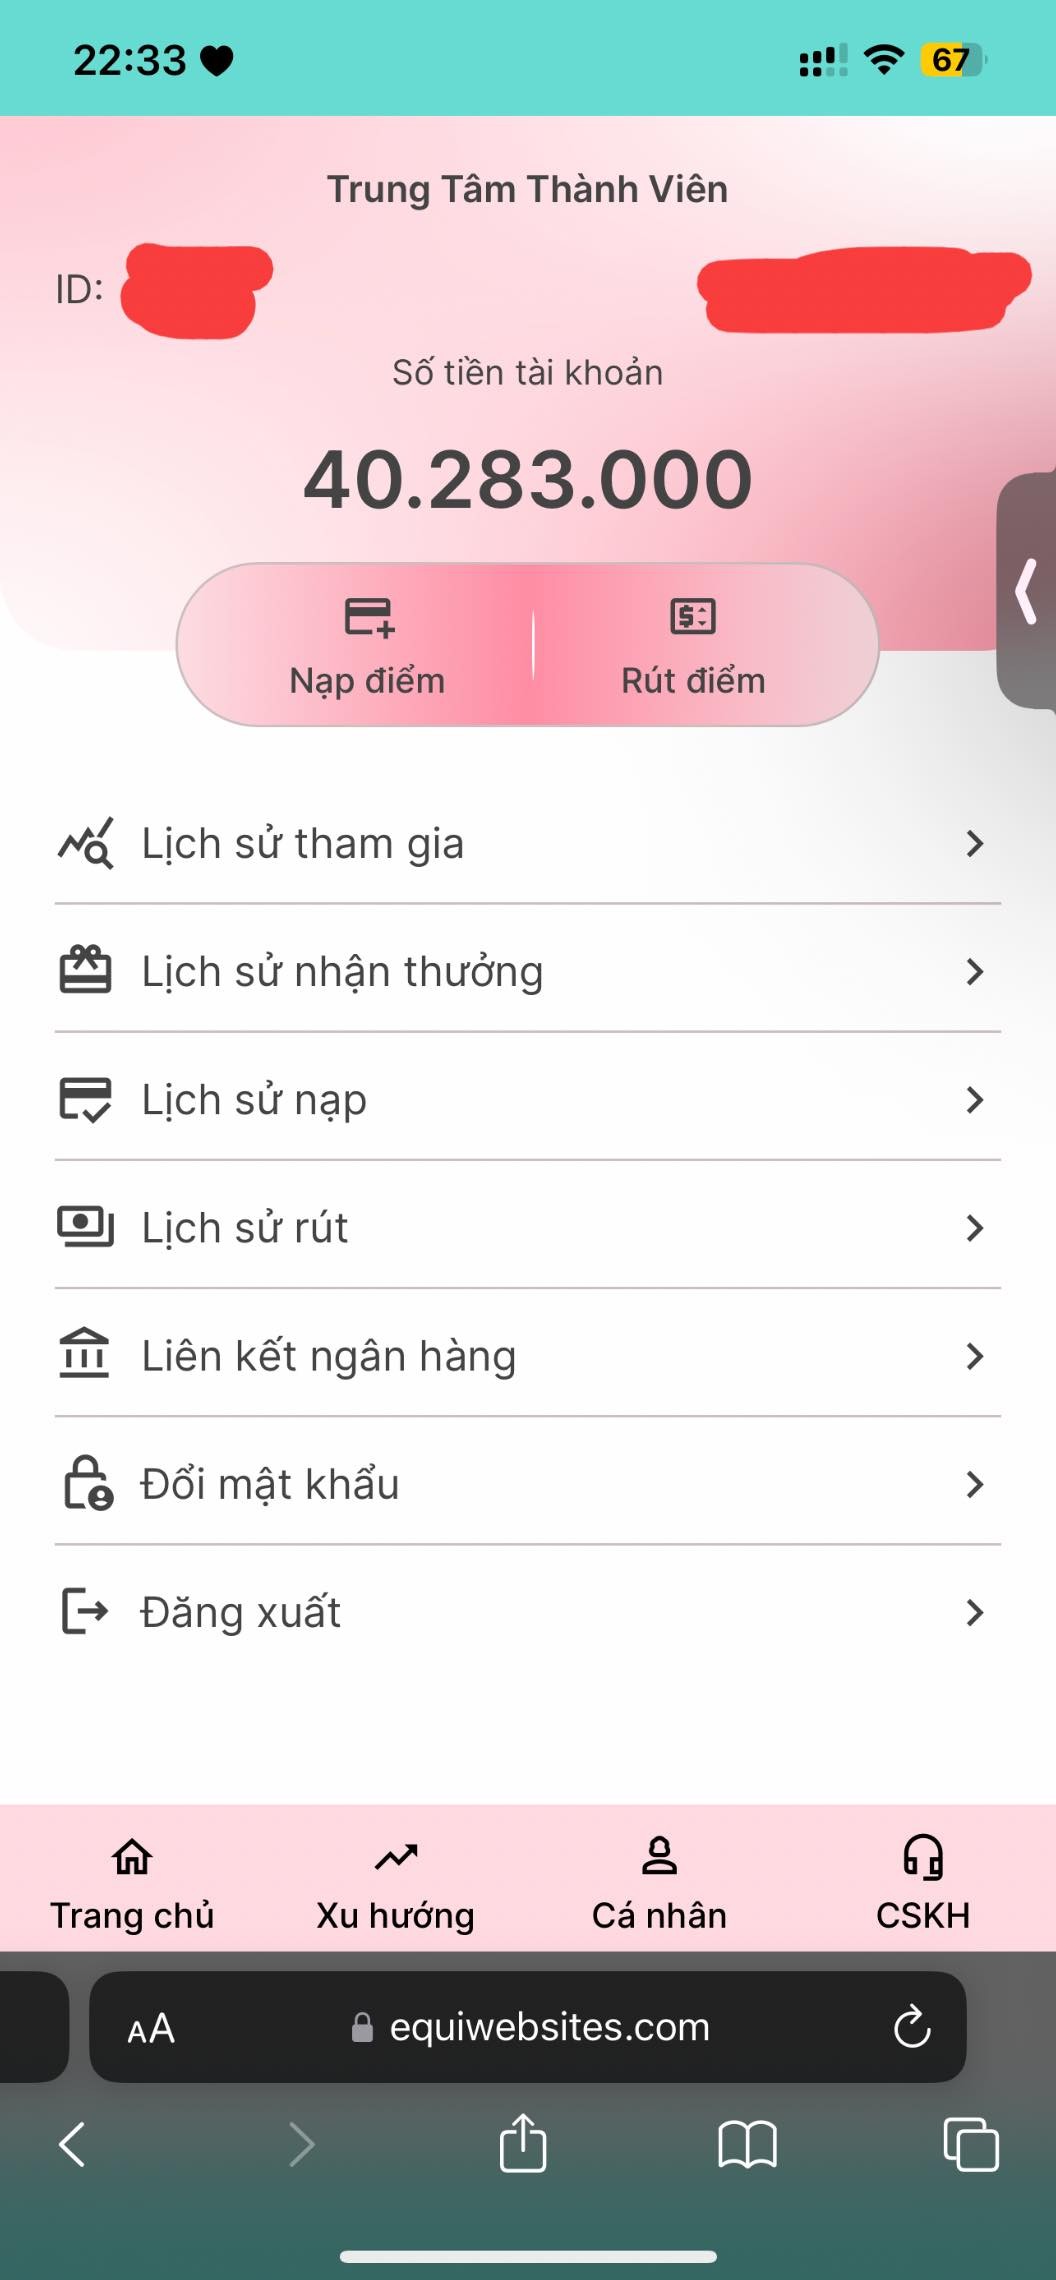 22:33
67
Trung Tâm Thành Viên
ID:
Số tiền tài khoản
40.283.000
Nạp điểm
Rút điểm
Lịch sử tham gia
Lịch sử nhận thưởng
Lịch sử nạp
Lịch sử rút
Liên kết ngân hàng
Đổi mật khẩu
Đăng xuất
Trang chủ
Xu hướng
Cá nhân
CSKH
AA
equiwebsites.com